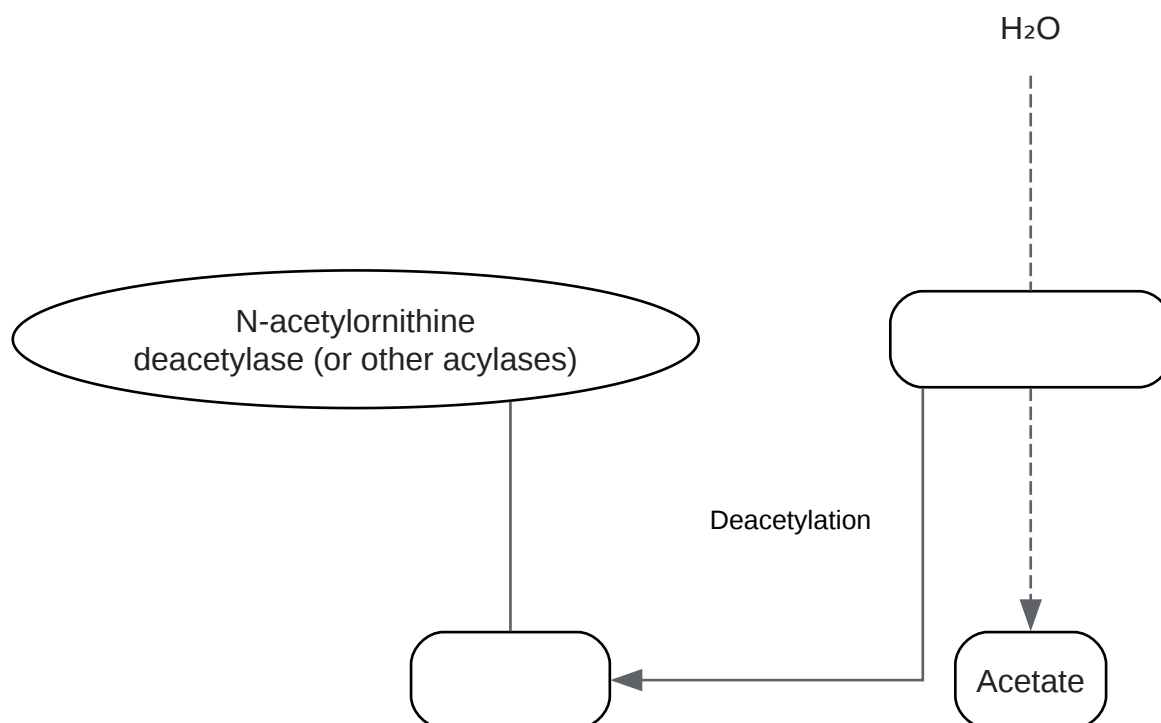 H₂O
N-acetylornithine
deacetylase (or other acylases)
Deacetylation
Acetate